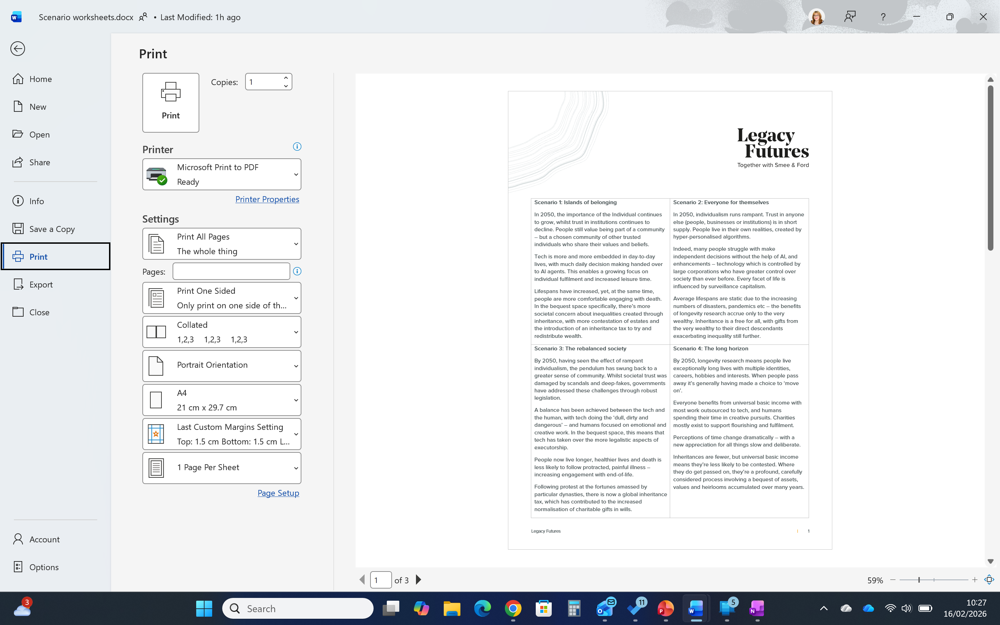 Scenario worksheets.docx • Last Modified: 1h ago
?
Home
New
Open
Share
Info
Save a Copy
Print
Export
Close
Account
Options
Print
Print
Copies: 1
Printer
Microsoft Print to PDF
Ready
Printer Properties
Settings
Print All Pages
The whole thing
Pages:
Print One Sided
Only print on one side of th...
Collated
1,2,3 1,2,3 1,2,3
Portrait Orientation
A4
21 cm x 29.7 cm
Last Custom Margins Setting
Top: 1.5 cm Bottom: 1.5 cm L...
1 Page Per Sheet
Page Setup
Legacy
Futures
Together with Smee & Ford
Scenario 1: Islands of belonging
In 2050, the importance of the Individual continues
to grow, whilst trust in institutions continues to
decline. People still value being part of a community
– but a chosen community of other trusted
individuals who share their values and beliefs.
Tech is more and more embedded in day-to-day
lives, with much daily decision making handed over
to AI agents. This enables a growing focus on
individual fulfilment and increased leisure time.
Lifespans have increased, yet, at the same time,
people are more comfortable engaging with death.
In the bequest space specifically, there's more
societal concern about inequalities created through
inheritance, with more contestation of estates and
the introduction of an inheritance tax to try and
redistribute wealth.
Scenario 2: Everyone for themselves
In 2050, individualism runs rampant. Trust in anyone
else (people, businesses or institutions) is in short
supply. People live in their own realities, created by
hyper-personalised algorithms.
Indeed, many people struggle with make
independent decisions without the help of AI, and
enhancements – technology which is controlled by
large corporations who have greater control over
society than ever before. Every facet of life is
influenced by surveillance capitalism.
Average lifespans are static due to the increasing
numbers of disasters, pandemics etc – the benefits
of longevity research accrue only to the very
wealthy. Inheritance is a free for all, with gifts from
the very wealthy to their direct descendants
exacerbating inequality still further.
Scenario 3: The rebalanced society
By 2050, having seen the effect of rampant
individualism, the pendulum has swung back to a
greater sense of community. Whilst societal trust was
damaged by scandals and deep-fakes, governments
have addressed these challenges through robust
legislation.
A balance has been achieved between the tech and
the human, with tech doing the ‘dull, dirty and
dangerous’ – and humans focused on emotional and
creative work. In the bequest space, this means that
tech has taken over the more legalistic aspects of
executorship.
People now live longer, healthier lives and death is
less likely to follow protracted, painful illness –
increasing engagement with end-of-life.
Following protest at the fortunes amassed by
particular dynasties, there is now a global inheritance
tax, which has contributed to the increased
normalisation of charitable gifts in wills.
Scenario 4: The long horizon
By 2050, longevity research means people live
exceptionally long lives with multiple identities,
careers, hobbies and interests. When people pass
away it's generally having made a choice to ‘move
on’.
Everyone benefits from universal basic income with
most work outsourced to tech, and humans
spending their time in creative pursuits. Charities
mostly exist to support flourishing and fulfilment.
Perceptions of time change dramatically – with a
new appreciation for all things slow and deliberate.
Inheritances are fewer, but universal basic income
means they're less likely to be contested. Where
they do get passed on, they're a profound, carefully
considered process involving a bequest of assets,
values and heirlooms accumulated over many years.
Legacy Futures | 1
1 of 3
59%
3
Search
11
5
10:27
16/02/2026